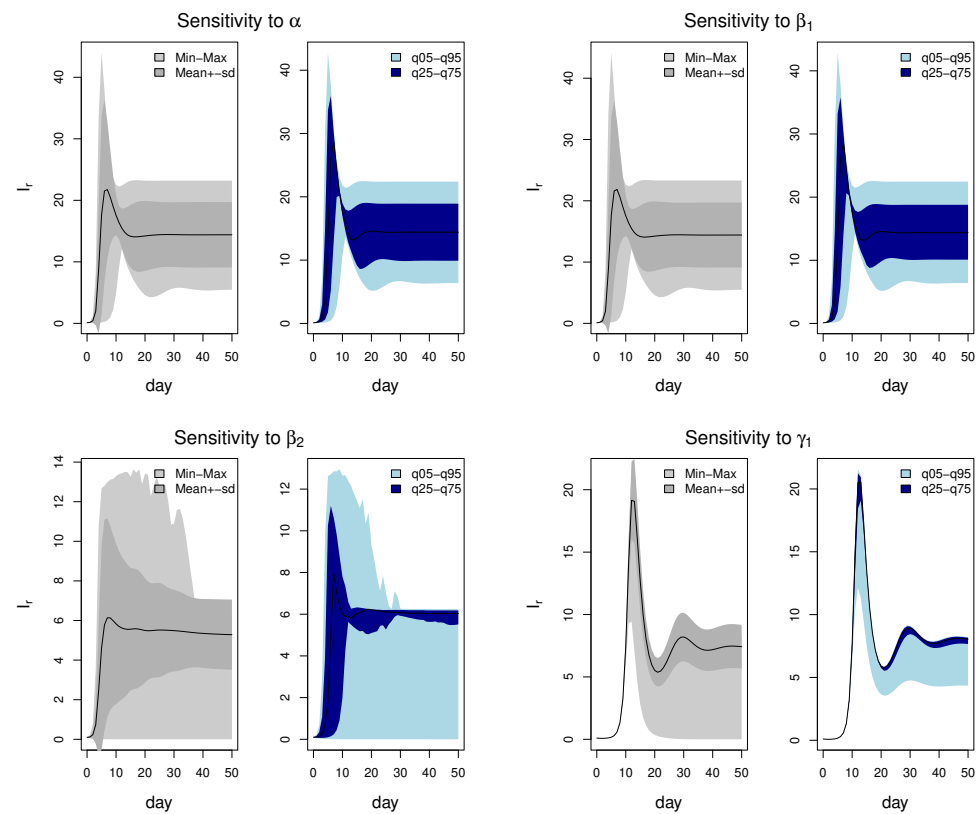 Sensitivity to α
Min−Max
Mean+−sd
q05−q95
q25−q75
I_r
0 10 20 30 40
0 10 20 30 40
0 10 20 30 40 50
0 10 20 30 40 50
day
day
Sensitivity to β₁
Min−Max
Mean+−sd
q05−q95
q25−q75
I_r
0 10 20 30 40
0 10 20 30 40
0 10 20 30 40 50
0 10 20 30 40 50
day
day
Sensitivity to β₂
Min−Max
Mean+−sd
q05−q95
q25−q75
I_r
0 2 4 6 8 10 12 14
0 2 4 6 8 10 12
0 10 20 30 40 50
0 10 20 30 40 50
day
day
Sensitivity to γ₁
Min−Max
Mean+−sd
q05−q95
q25−q75
I_r
0 5 10 15 20
0 5 10 15 20
0 10 20 30 40 50
0 10 20 30 40 50
day
day